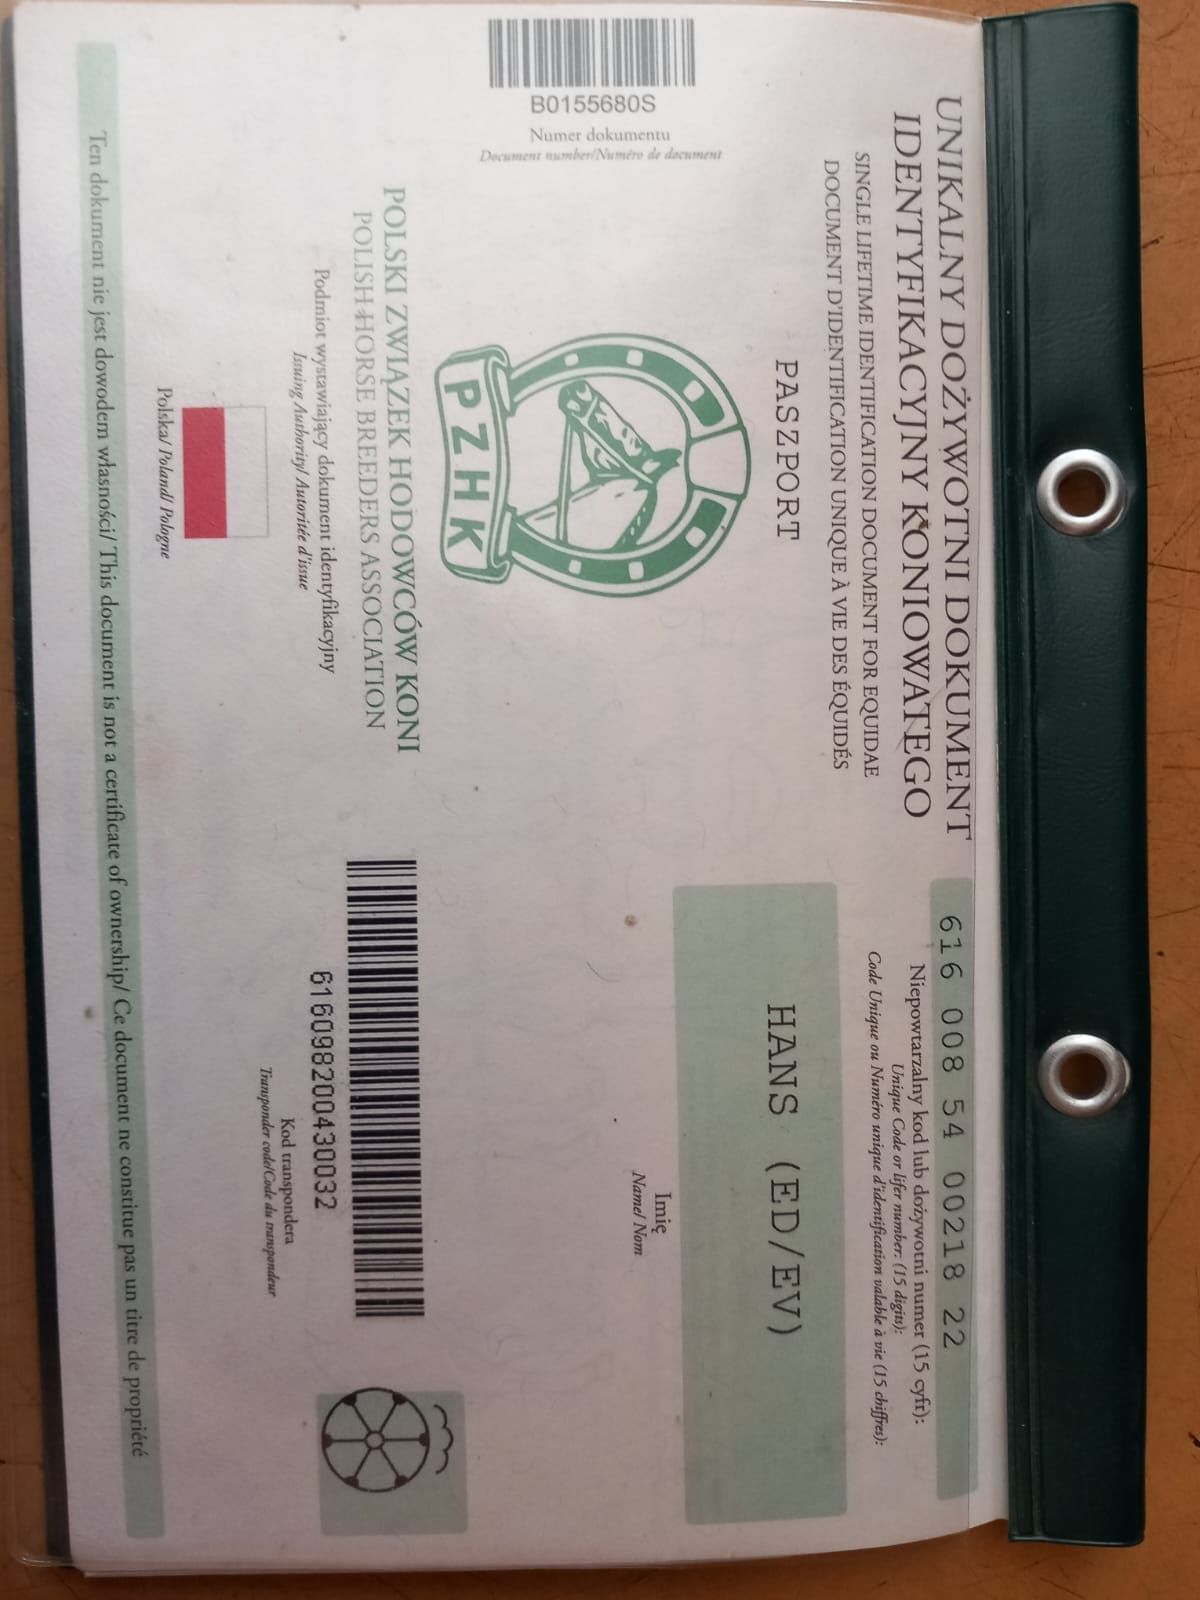 UNIKALNY DOŻYWOTNI DOKUMENT
IDENTYFIKACYJNY KONIOWATEGO
SINGLE LIFETIME IDENTIFICATION DOCUMENT FOR EQUIDAE
DOCUMENT D'IDENTIFICATION UNIQUE À VIE DES ÉQUIDÉS
PASZPORT
616 008 54 00218 22
Niepowtarzalny kod lub dożywotni numer (15 cyfr):
Unique Code or lifer number: (15 digits):
Code Unique ou Numéro unique d'identification valable à vie (15 chiffres):
HANS (ED/EV)
Imię
Name/ Nom
B0155680S
Numer dokumentu
Document number/Numéro de document
PZHK
POLSKI ZWIĄZEK HODOWCÓW KONI
POLISH HORSE BREEDERS ASSOCIATION
Podmiot wystawiający dokument identyfikacyjny
Issuing Authority/ Autoritée d'issue
616098200430032
Kod transpondera
Transponder code/Code du transpondeur
Polska/ Poland/ Pologne
Ten dokument nie jest dowodem własności/ This document is not a certificate of ownership/ Ce document ne constitue pas un titre de propriété